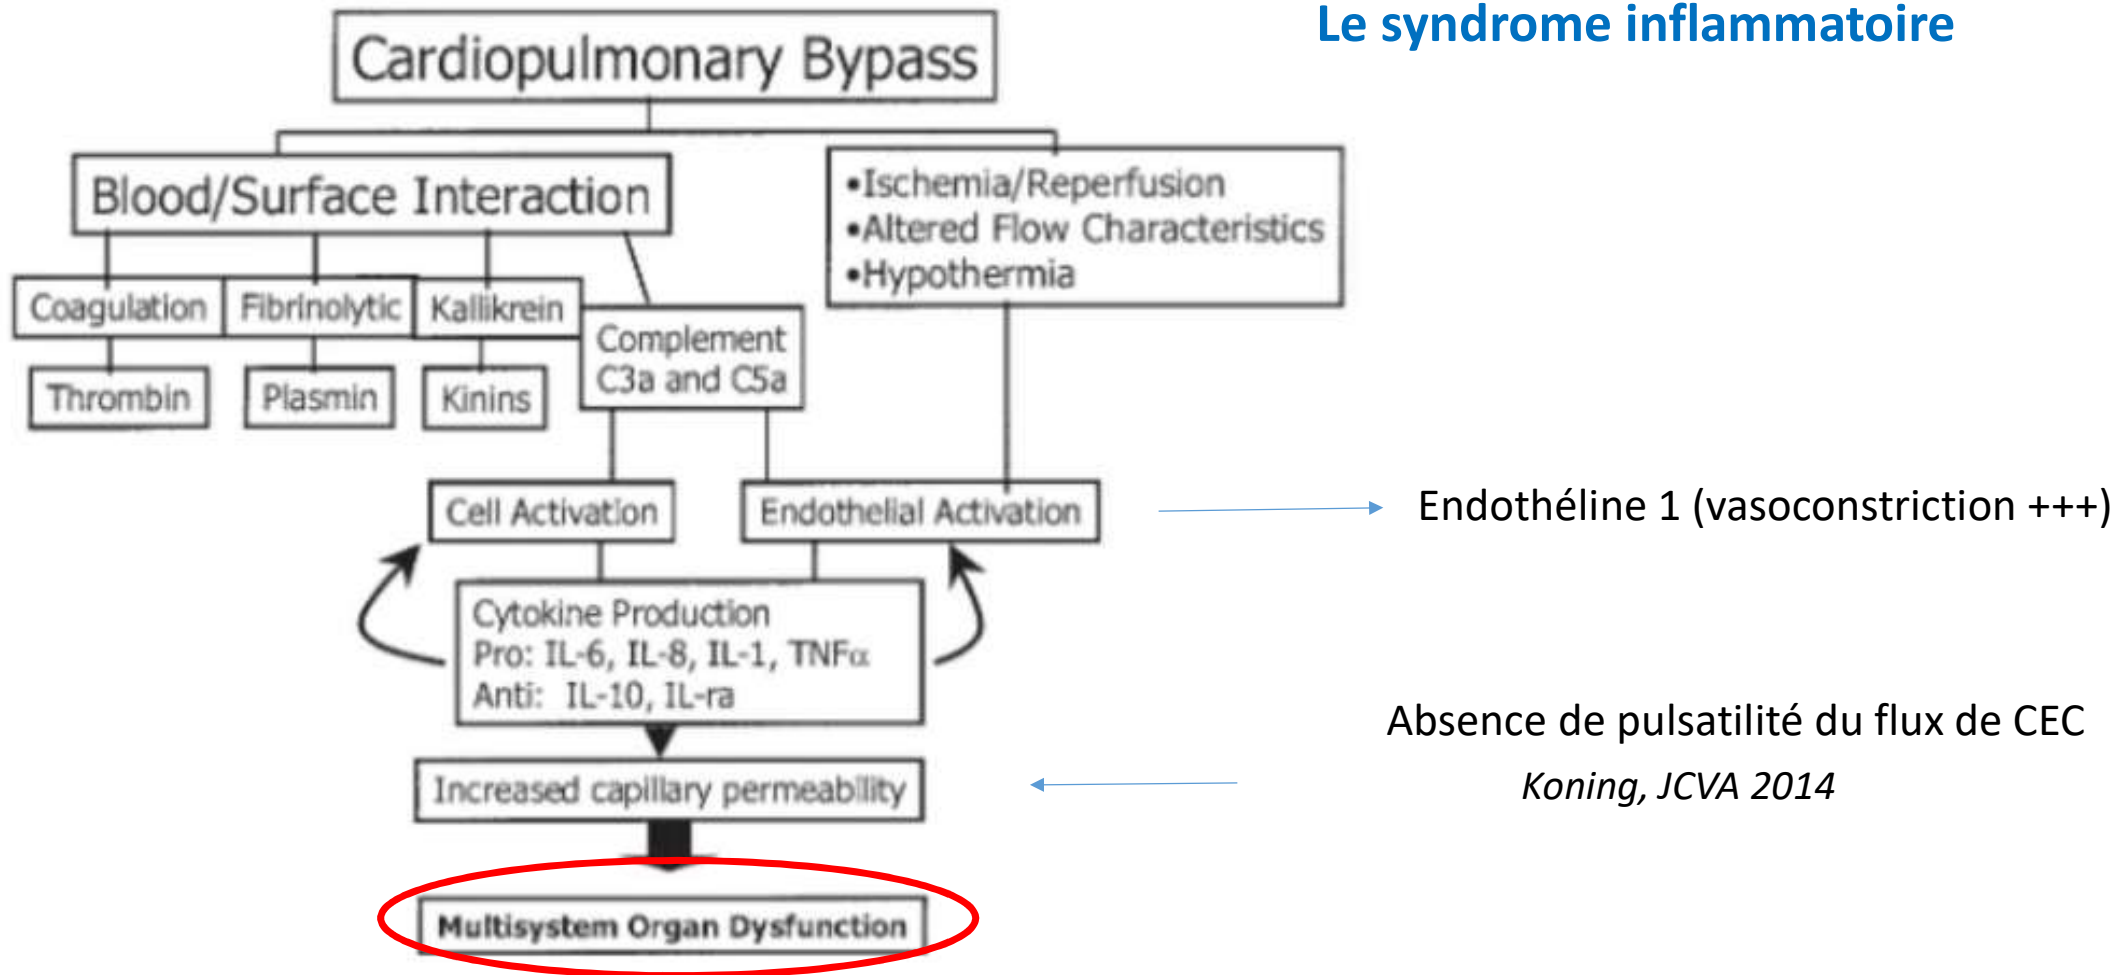 Le syndrome inflammatoire
Cardiopulmonary Bypass
Blood/Surface Interaction
•Ischemia/Reperfusion
•Altered Flow Characteristics
•Hypothermia
Coagulation
Fibrinolytic
Kallikrein
Complement
C3a and C5a
Thrombin
Plasmin
Kinins
Cell Activation
Endothelial Activation
Endothéline 1 (vasoconstriction +++)
Cytokine Production
Pro: IL-6, IL-8, IL-1, TNFα
Anti: IL-10, IL-ra
Absence de pulsatilité du flux de CEC
Koning, JCVA 2014
Increased capillary permeability
Multisystem Organ Dysfunction